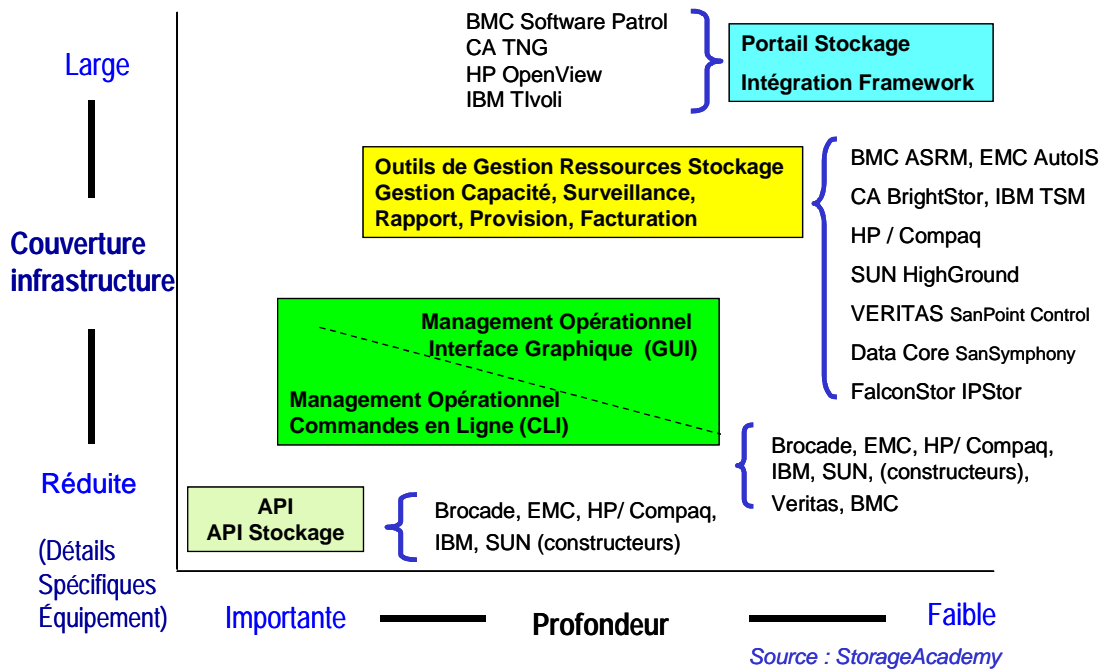 BMC Software Patrol
CA TNG
HP OpenView
IBM TIvoli
Portail Stockage
Intégration Framework
Large
Outils de Gestion Ressources Stockage
Gestion Capacité, Surveillance,
Rapport, Provision, Facturation
BMC ASRM, EMC AutoIS
CA BrightStor, IBM TSM
HP / Compaq
SUN HighGround
VERITAS SanPoint Control
Data Core SanSymphony
FalconStor IPStor
Couverture
infrastructure
Management Opérationnel
Interface Graphique (GUI)
Management Opérationnel
Commandes en Ligne (CLI)
Brocade, EMC, HP/ Compaq,
IBM, SUN, (constructeurs),
Veritas, BMC
Réduite
(Détails
Spécifiques
Équipement)
API
API Stockage
Brocade, EMC, HP/ Compaq,
IBM, SUN (constructeurs)
Importante
Profondeur
Faible
Source : StorageAcademy